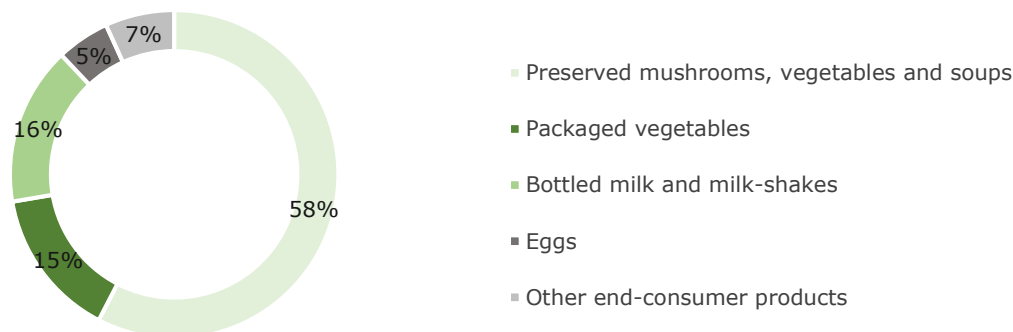 7%
5%
16%
58%
15%
Preserved mushrooms, vegetables and soups
Packaged vegetables
Bottled milk and milk-shakes
Eggs
Other end-consumer products